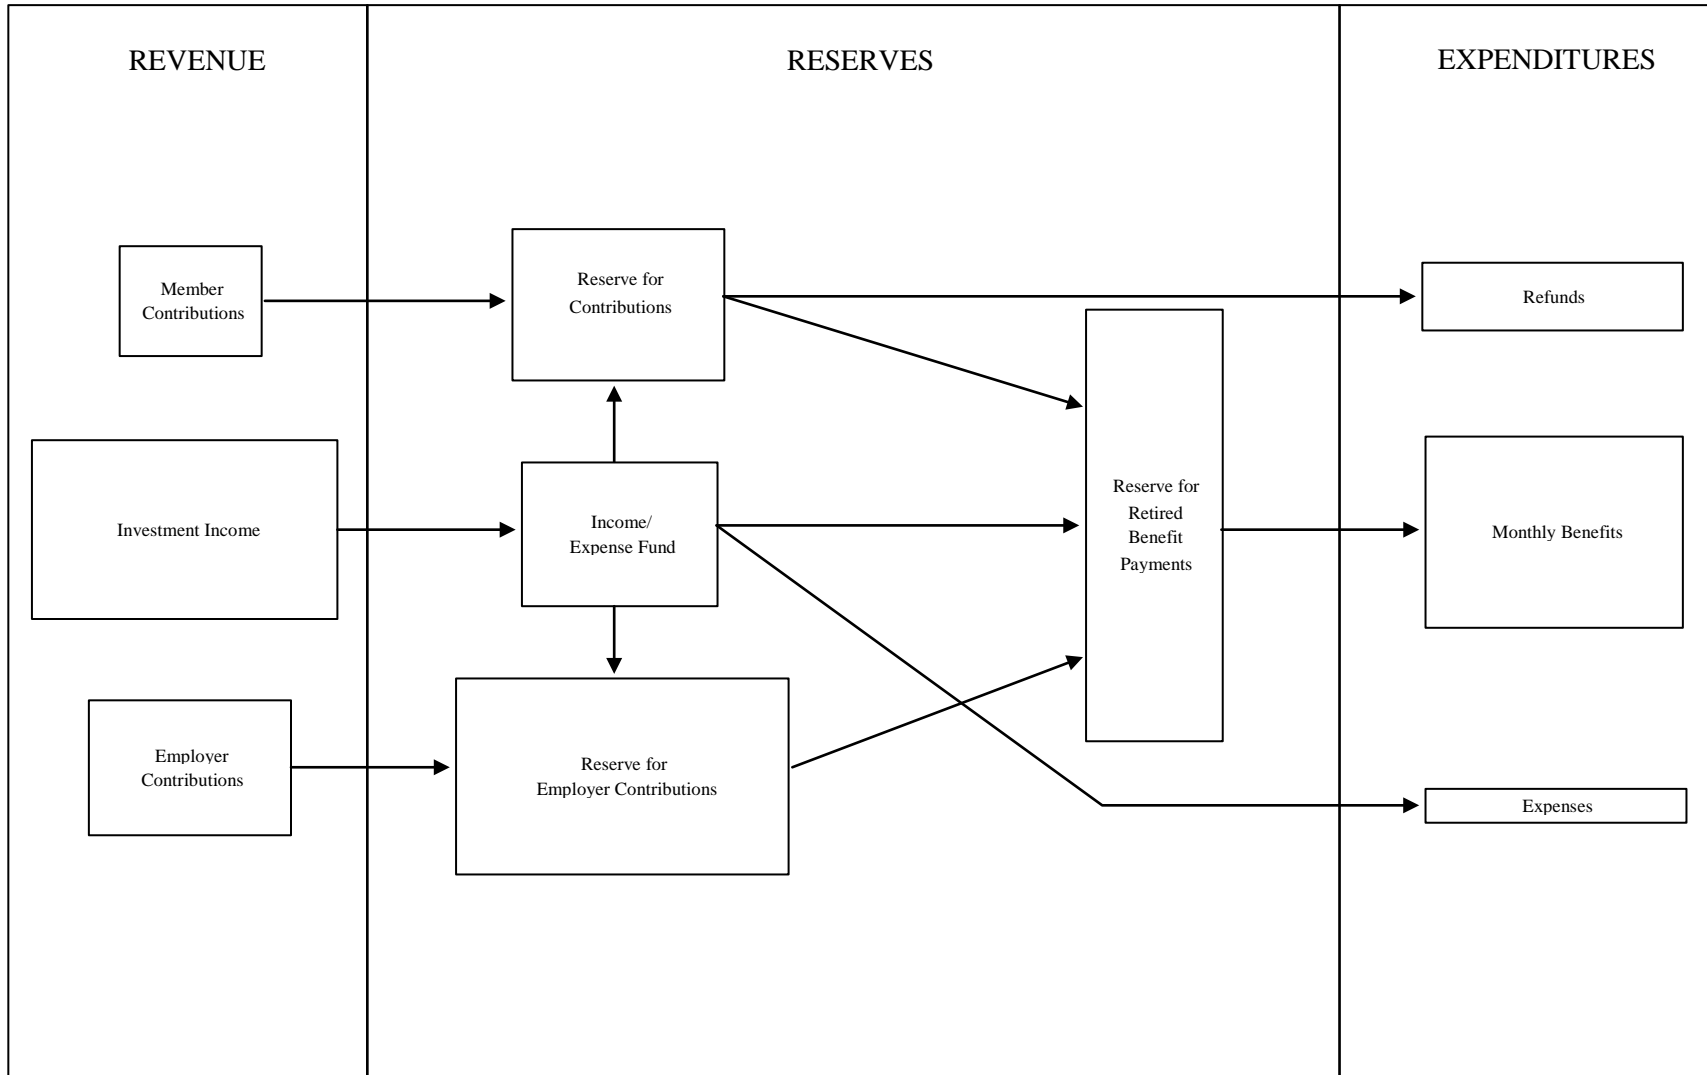 REVENUE
RESERVES
EXPENDITURES
Member
Contributions
Reserve for
Contributions
Refunds
Investment Income
Income/
Expense Fund
Reserve for
Retired
Benefit
Payments
Monthly Benefits
Employer
Contributions
Reserve for
Employer Contributions
Expenses